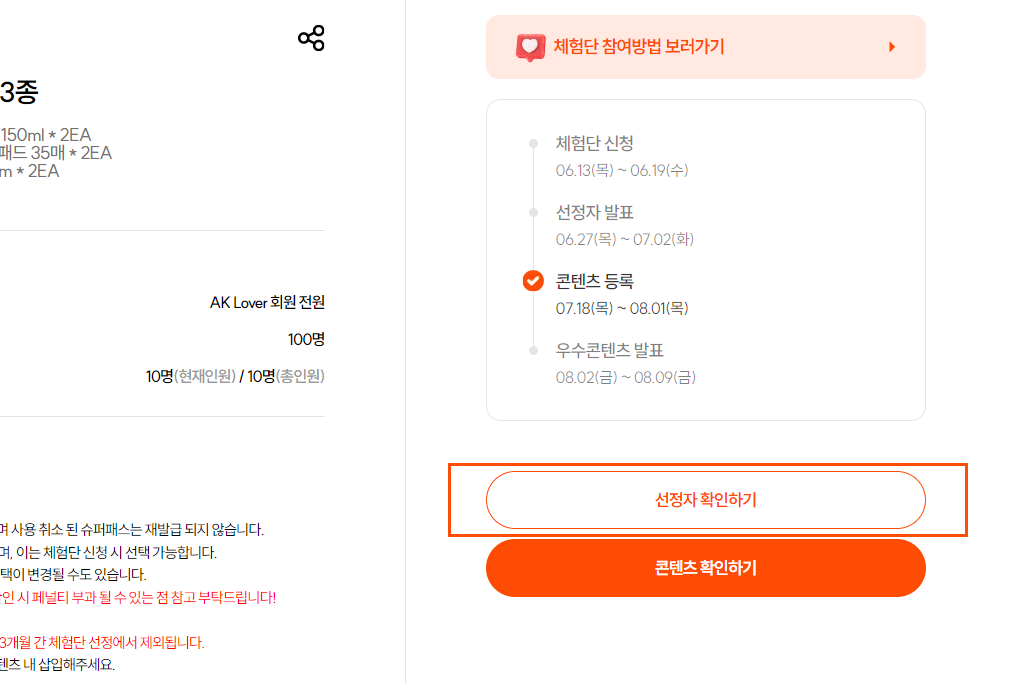 3종
150ml * 2EA
패드 35매 * 2EA
m * 2EA
AK Lover 회원 전원
100명
10명(현재인원) / 10명(총인원)
며 사용 취소 된 슈퍼패스는 재발급 되지 않습니다.
며, 이는 체험단 신청 시 선택 가능합니다.
택이 변경될 수도 있습니다.
인 시 페널티 부과 될 수 있는 점 참고 부탁드립니다!
3개월 간 체험단 선정에서 제외됩니다.
텐츠 내 삽입해주세요.
체험단 참여방법 보러가기
체험단 신청
06.13(목) ~ 06.19(수)
선정자 발표
06.27(목) ~ 07.02(화)
콘텐츠 등록
07.18(목) ~ 08.01(목)
우수콘텐츠 발표
08.02(금) ~ 08.09(금)
선정자 확인하기
콘텐츠 확인하기